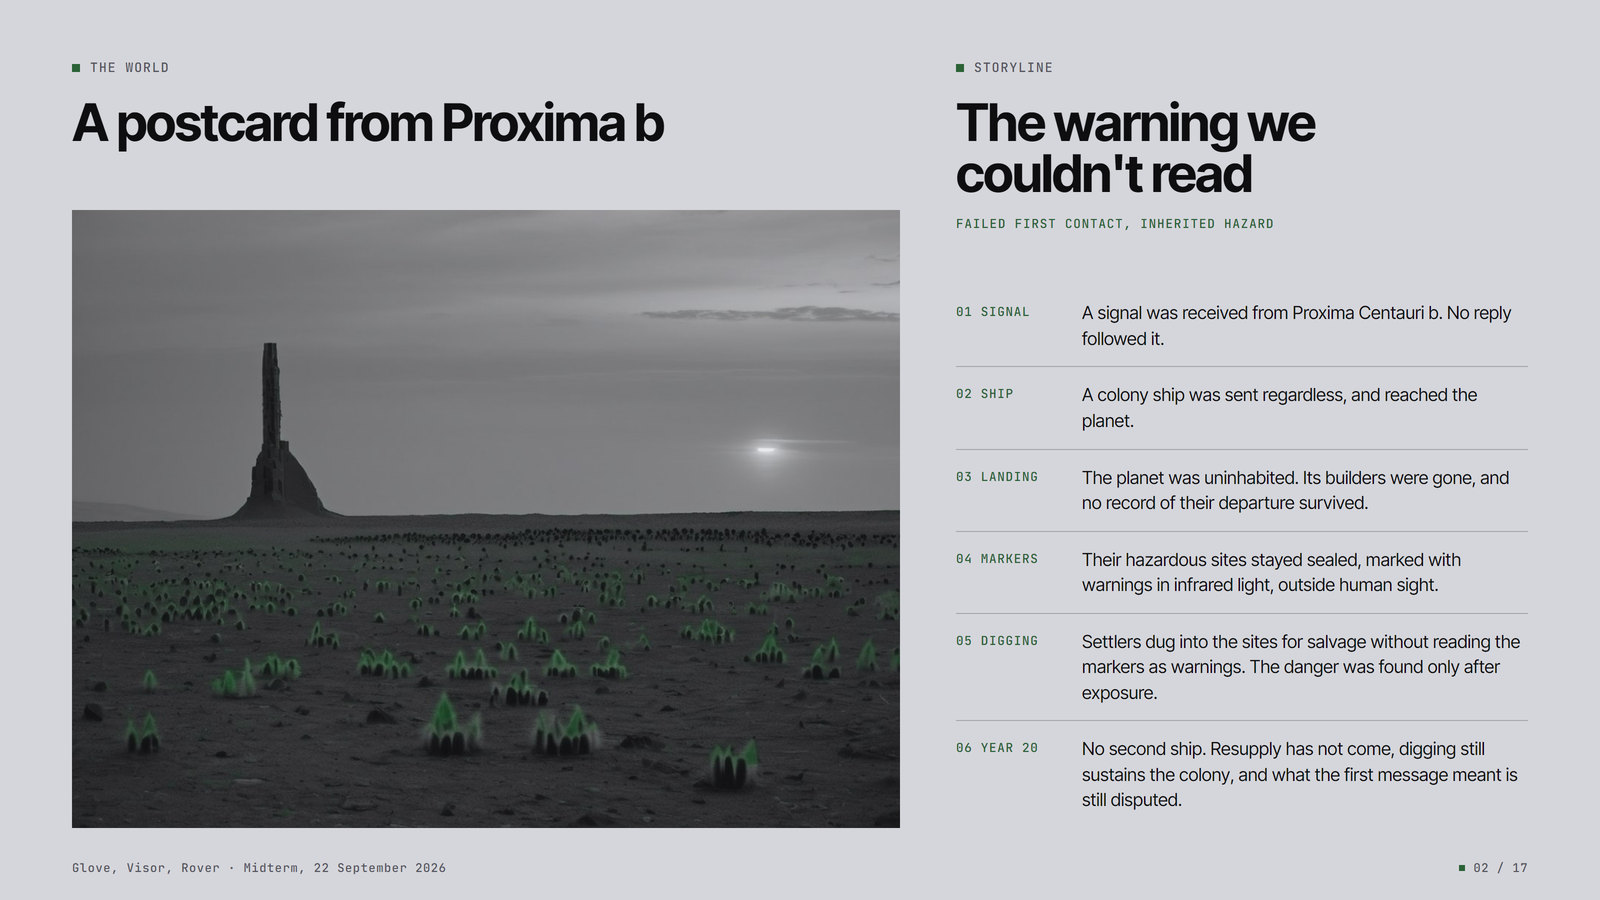 THE WORLD
A postcard from Proxima b
STORYLINE
The warning we
couldn't read
FAILED FIRST CONTACT, INHERITED HAZARD
01 SIGNAL
A signal was received from Proxima Centauri b. No reply
followed it.
02 SHIP
A colony ship was sent regardless, and reached the
planet.
03 LANDING
The planet was uninhabited. Its builders were gone, and
no record of their departure survived.
04 MARKERS
Their hazardous sites stayed sealed, marked with
warnings in infrared light, outside human sight.
05 DIGGING
Settlers dug into the sites for salvage without reading the
markers as warnings. The danger was found only after
exposure.
06 YEAR 20
No second ship. Resupply has not come, digging still
sustains the colony, and what the first message meant is
still disputed.
Glove, Visor, Rover · Midterm, 22 September 2026
02 / 17